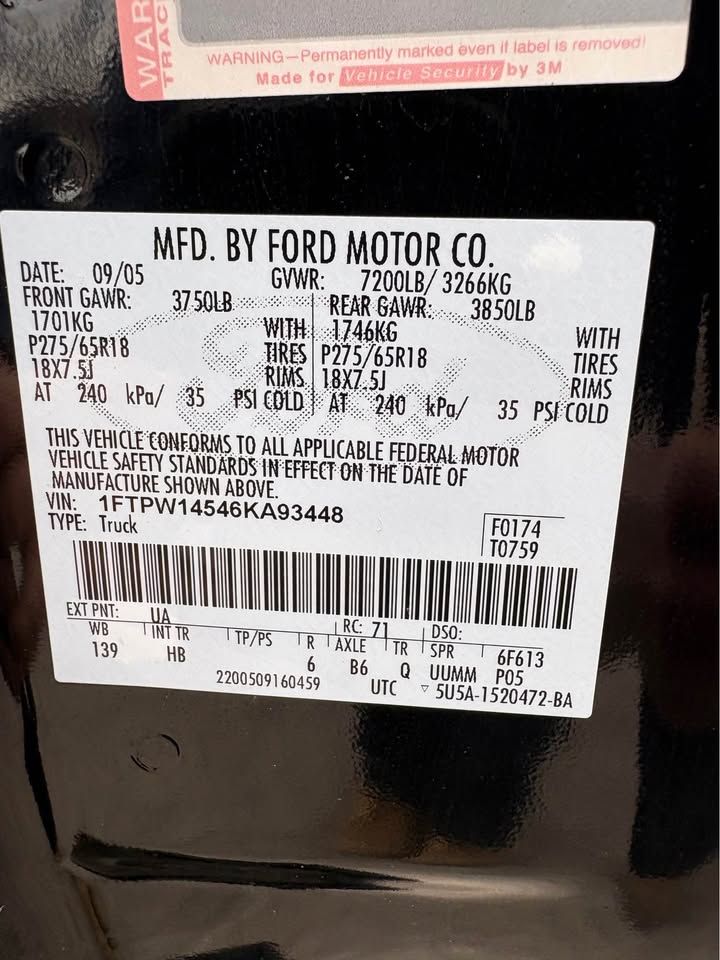 WAR
TRAC
WARNING—Permanently marked even if label is removed!
Made for Vehicle Security by 3M
MFD. BY FORD MOTOR CO.
DATE: 09/05 GVWR: 7200LB/ 3266KG
FRONT GAWR: 3750LB REAR GAWR: 3850LB
1701KG WITH 1746KG WITH
P275/65R18 TIRES P275/65R18 TIRES
18X7.5J RIMS 18X7.5J RIMS
AT 240 kPa/ 35 PSI COLD AT 240 kPa/ 35 PSI COLD
THIS VEHICLE CONFORMS TO ALL APPLICABLE FEDERAL MOTOR
VEHICLE SAFETY STANDARDS IN EFFECT ON THE DATE OF
MANUFACTURE SHOWN ABOVE.
VIN: 1FTPW14546KA93448
TYPE: Truck
F0174
T0759
EXT PNT: UA RC: 71 DSO:
WB INT TR TP/PS R AXLE TR SPR 6F613
139 HB 6 B6 Q UUMM P05
2200509160459 UTC ▽ 5U5A-1520472-BA